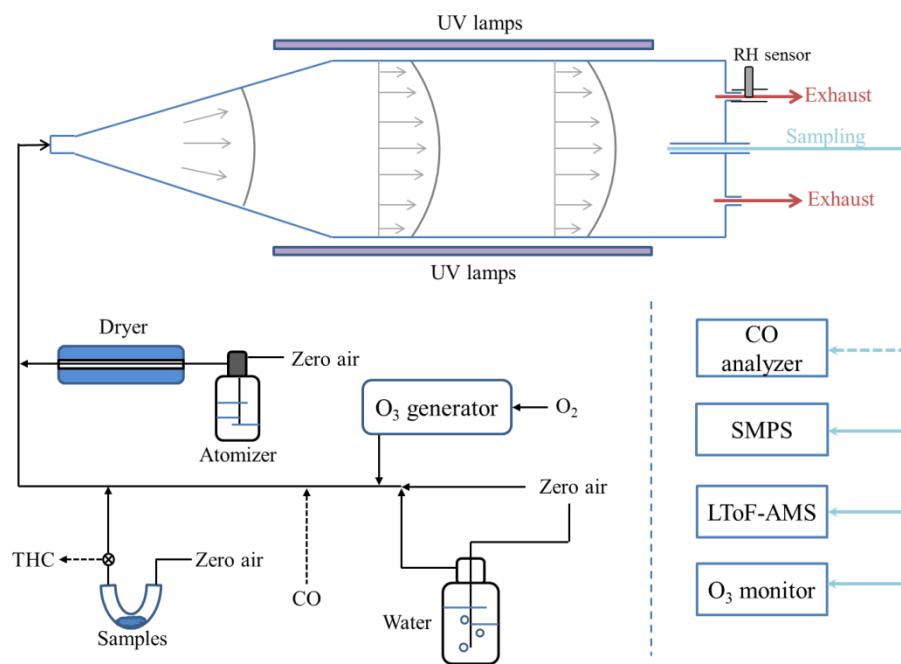 UV lamps
RH sensor
Exhaust
Sampling
Exhaust
UV lamps
Dryer
Zero air
Atomizer
O₃ generator
O₂
Zero air
THC
Zero air
Samples
CO
Water
CO
analyzer
SMPS
LToF-AMS
O₃ monitor